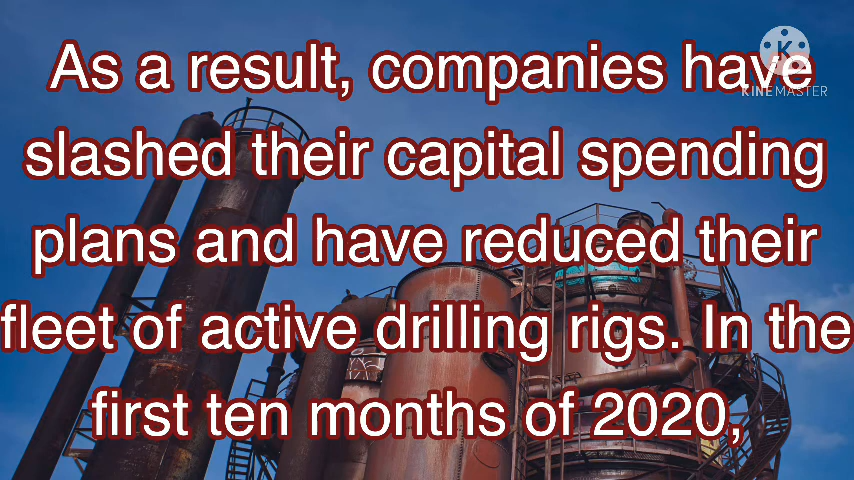 As a result, companies have
slashed their capital spending
plans and have reduced their
fleet of active drilling rigs. In the
first ten months of 2020,
K
KINEMASTER